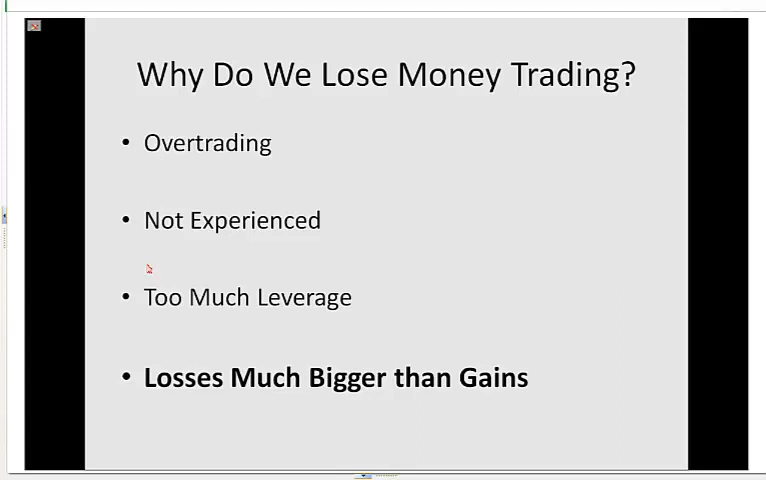 Why Do We Lose Money Trading?
• Overtrading
• Not Experienced
• Too Much Leverage
• Losses Much Bigger than Gains